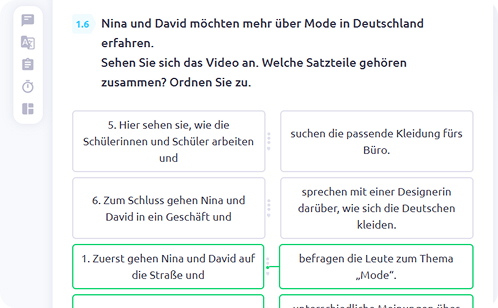 1.6 Nina und David möchten mehr über Mode in Deutschland
erfahren.
Sehen Sie sich das Video an. Welche Satzteile gehören
zusammen? Ordnen Sie zu.
5. Hier sehen sie, wie die
Schülerinnen und Schüler arbeiten
und
suchen die passende Kleidung fürs
Büro.
6. Zum Schluss gehen Nina und
David in ein Geschäft und
sprechen mit einer Designerin
darüber, wie sich die Deutschen
kleiden.
1. Zuerst gehen Nina und David auf
die Straße und
befragen die Leute zum Thema
„Mode“.
unterschiedliche Meinungen über